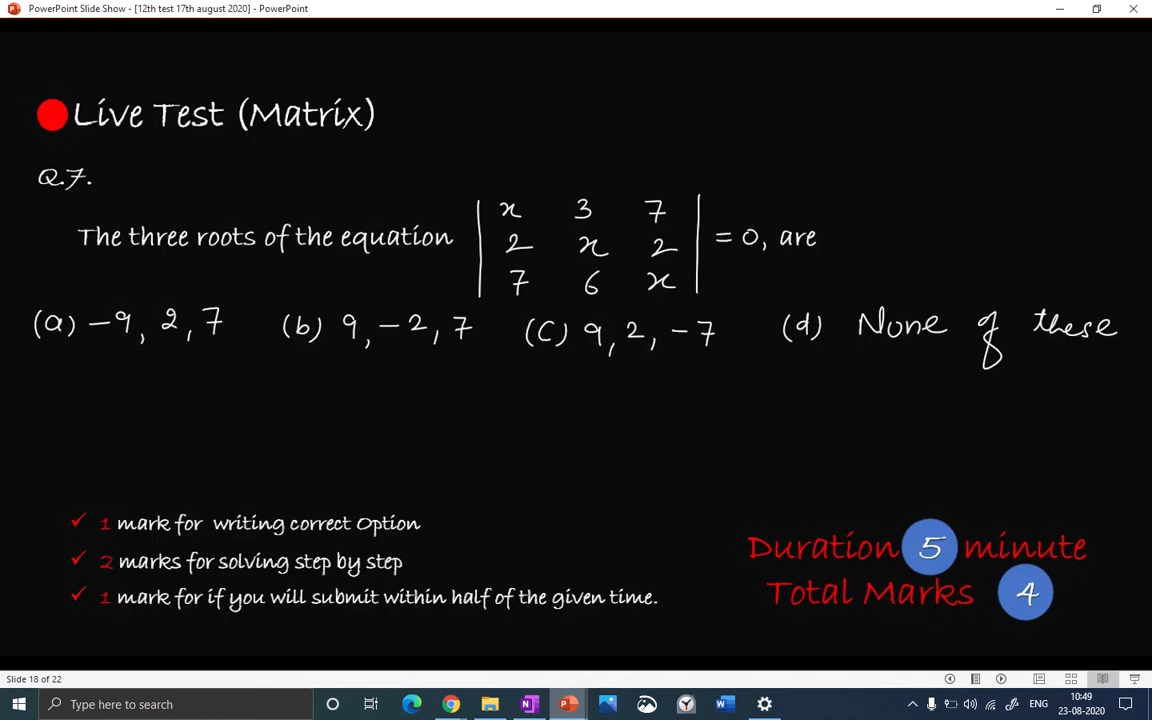 PowerPoint Slide Show - [12th test 17th august 2020] - PowerPoint
Live Test (Matrix)
Q.7.
The three roots of the equation | x 3 7 | = 0, are
2 x 2
7 6 x
(a) -9, 2, 7 (b) 9, -2, 7 (C) 9, 2, -7 (d) None of these
✓ 1 mark for writing correct Option
✓ 2 marks for solving step by step
✓ 1 mark for if you will submit within half of the given time.
Duration 5 minute
Total Marks 4
Slide 18 of 22
Type here to search
ENG
10:49
23-08-2020